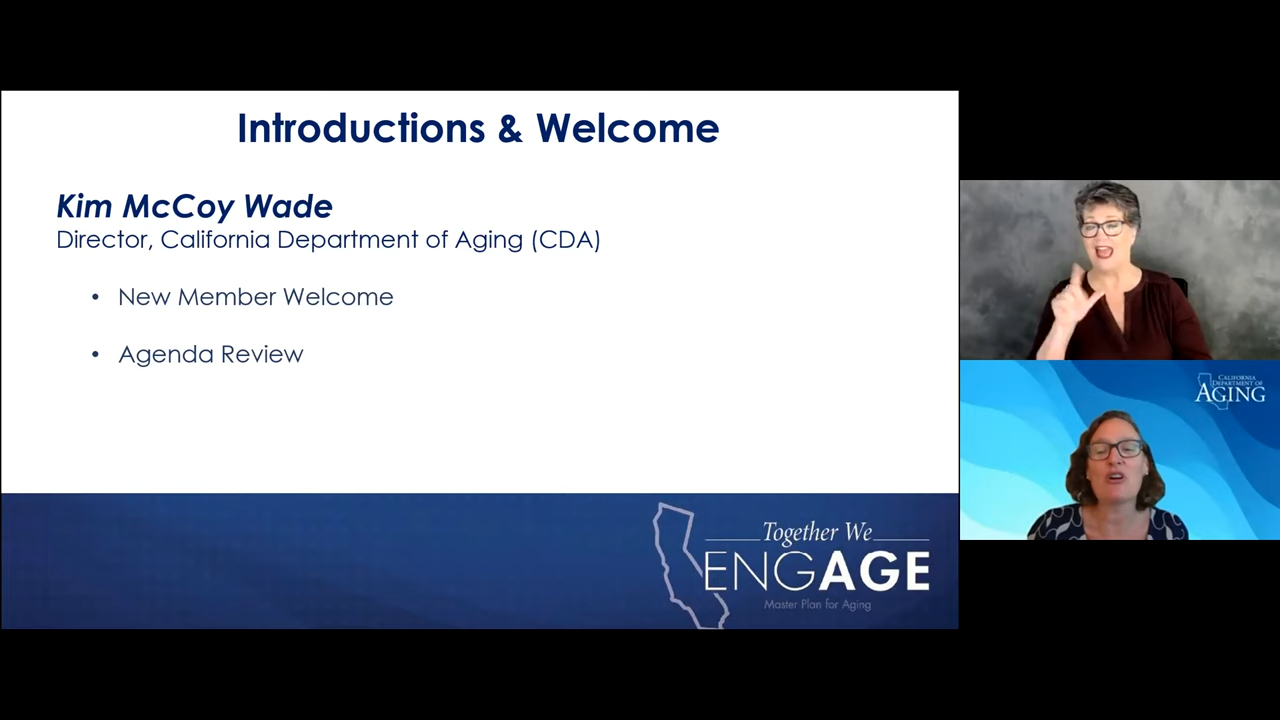 Introductions & Welcome
Kim McCoy Wade
Director, California Department of Aging (CDA)
• New Member Welcome
• Agenda Review
Together We
ENGAGE
Master Plan for Aging
CALIFORNIA
DEPARTMENT OF
AGING